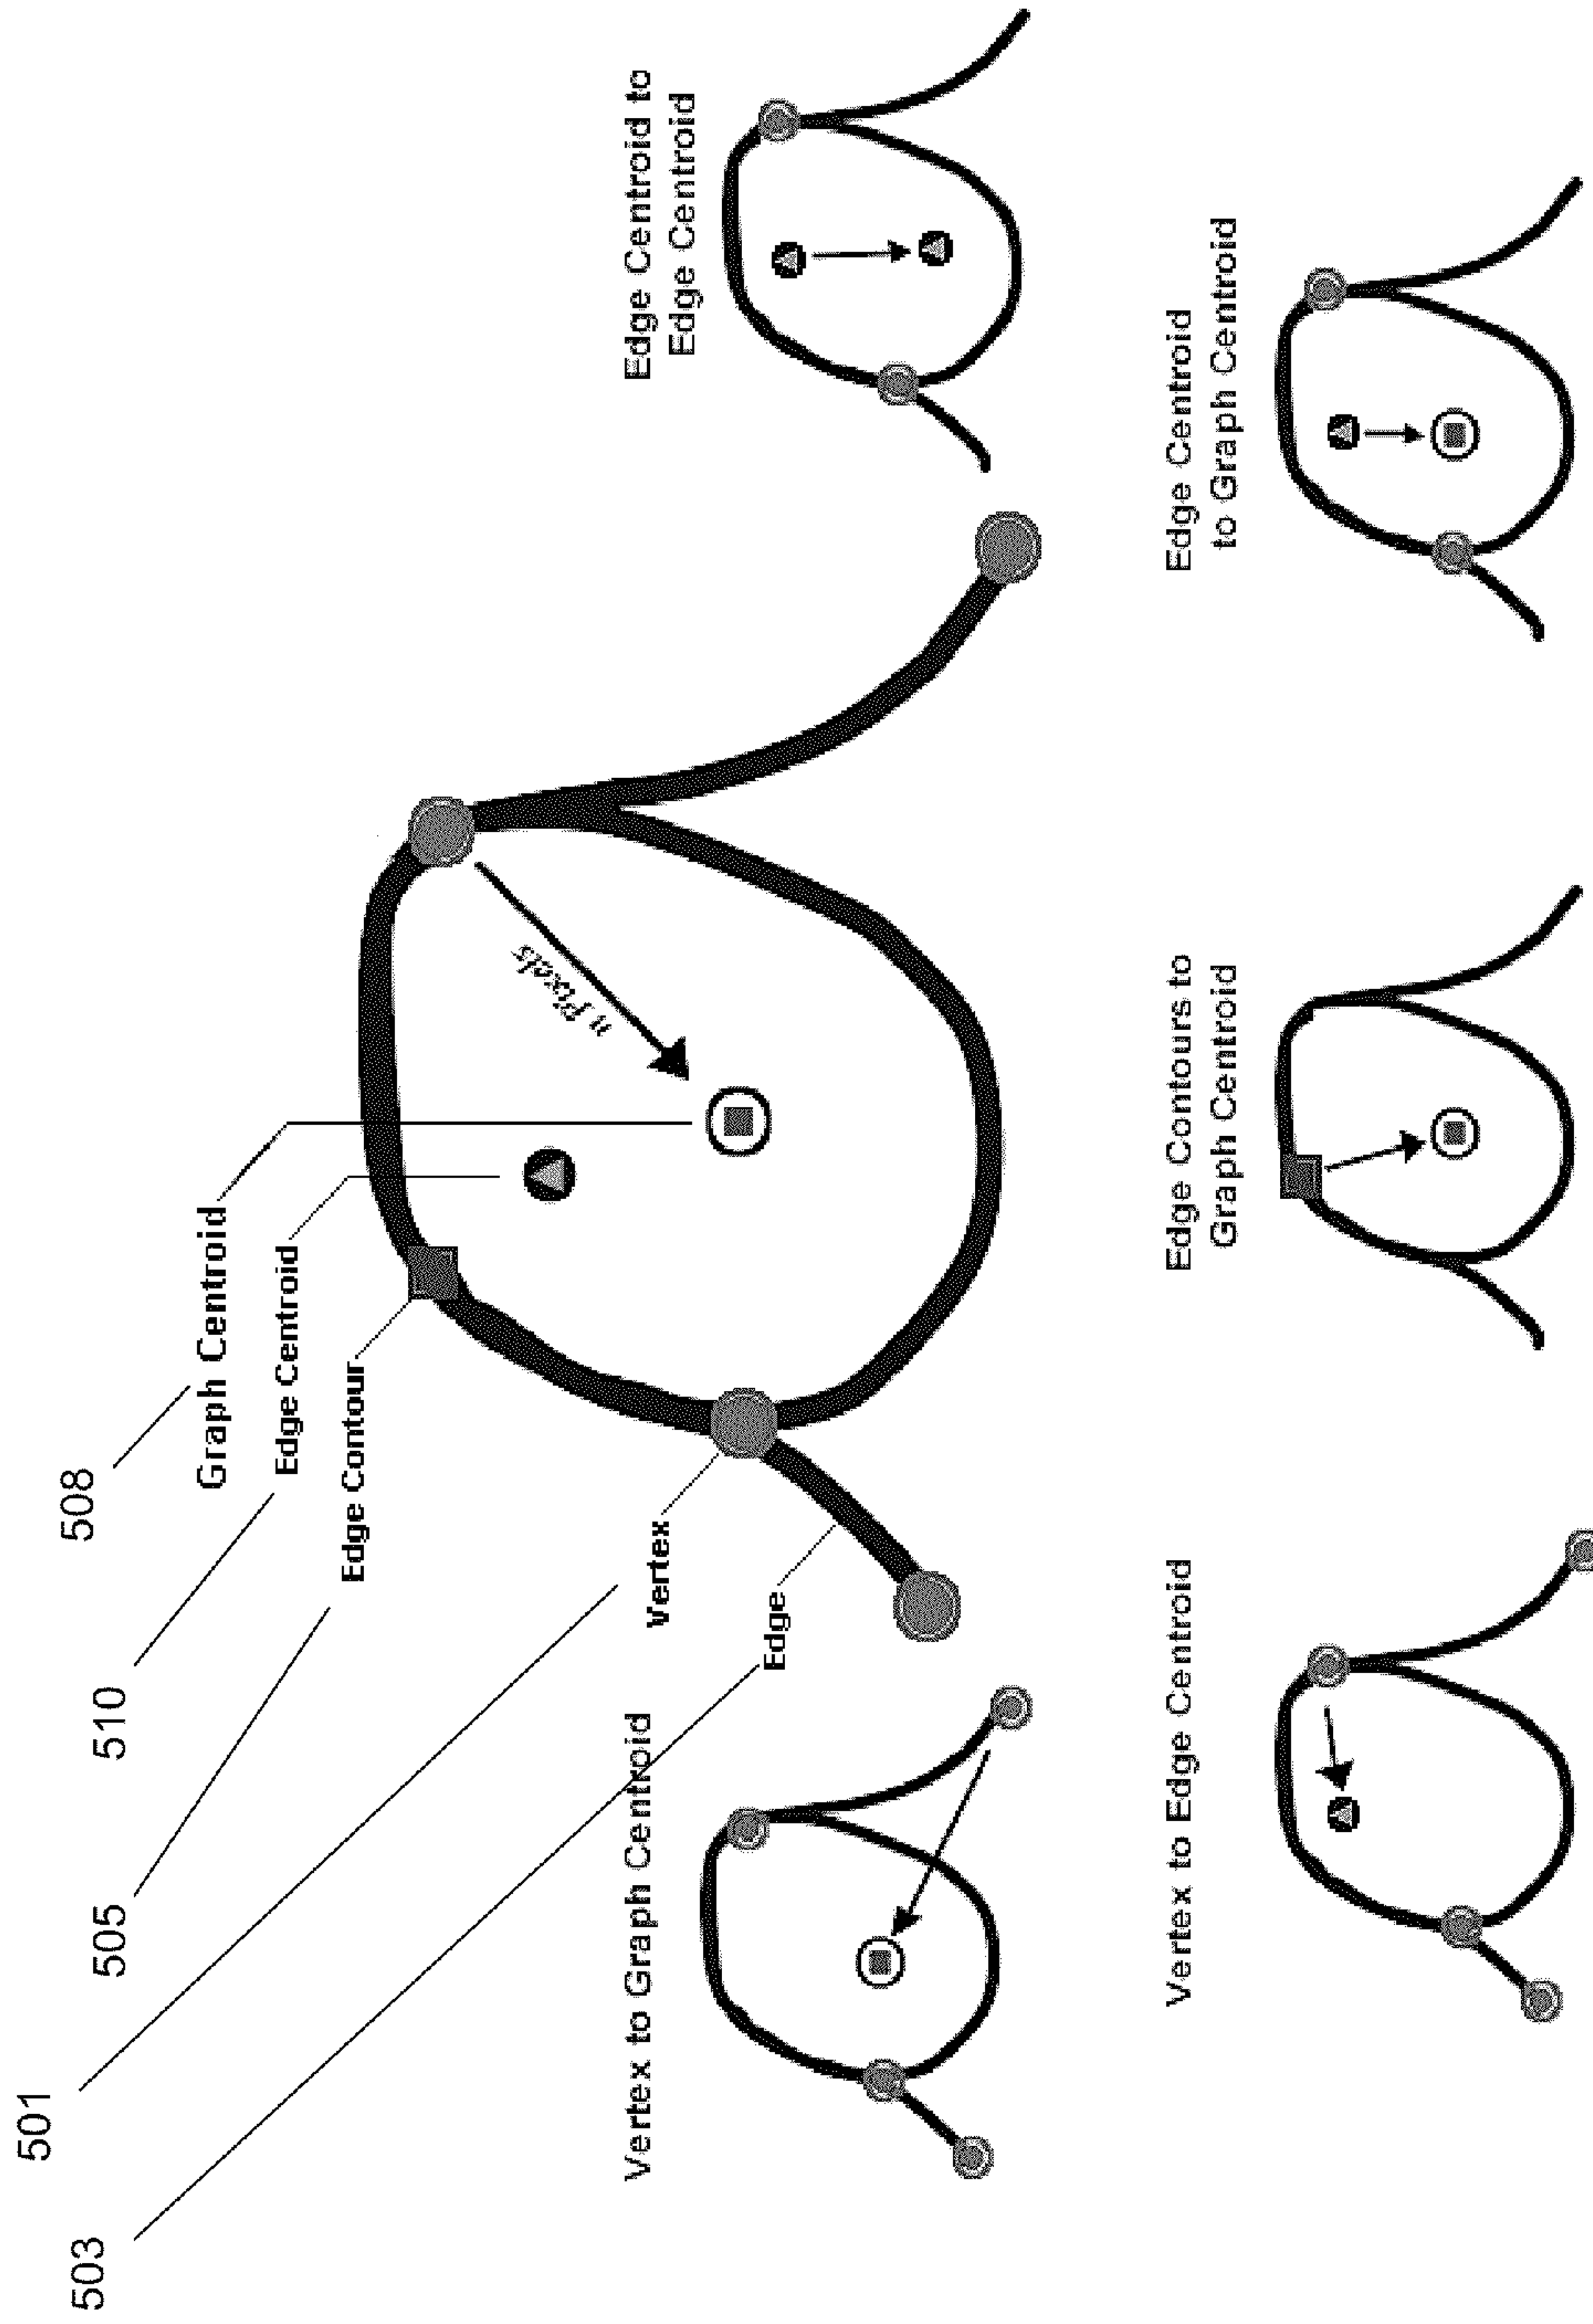 508
Graph Centroid
510
Edge Centroid
505
Edge Contour
501
Vertex
503
Edge
n Pixels
Vertex to Graph Centroid
Edge Centroid to
Edge Centroid
Vertex to Edge Centroid
Edge Contours to
Graph Centroid
Edge Centroid
to Graph Centroid